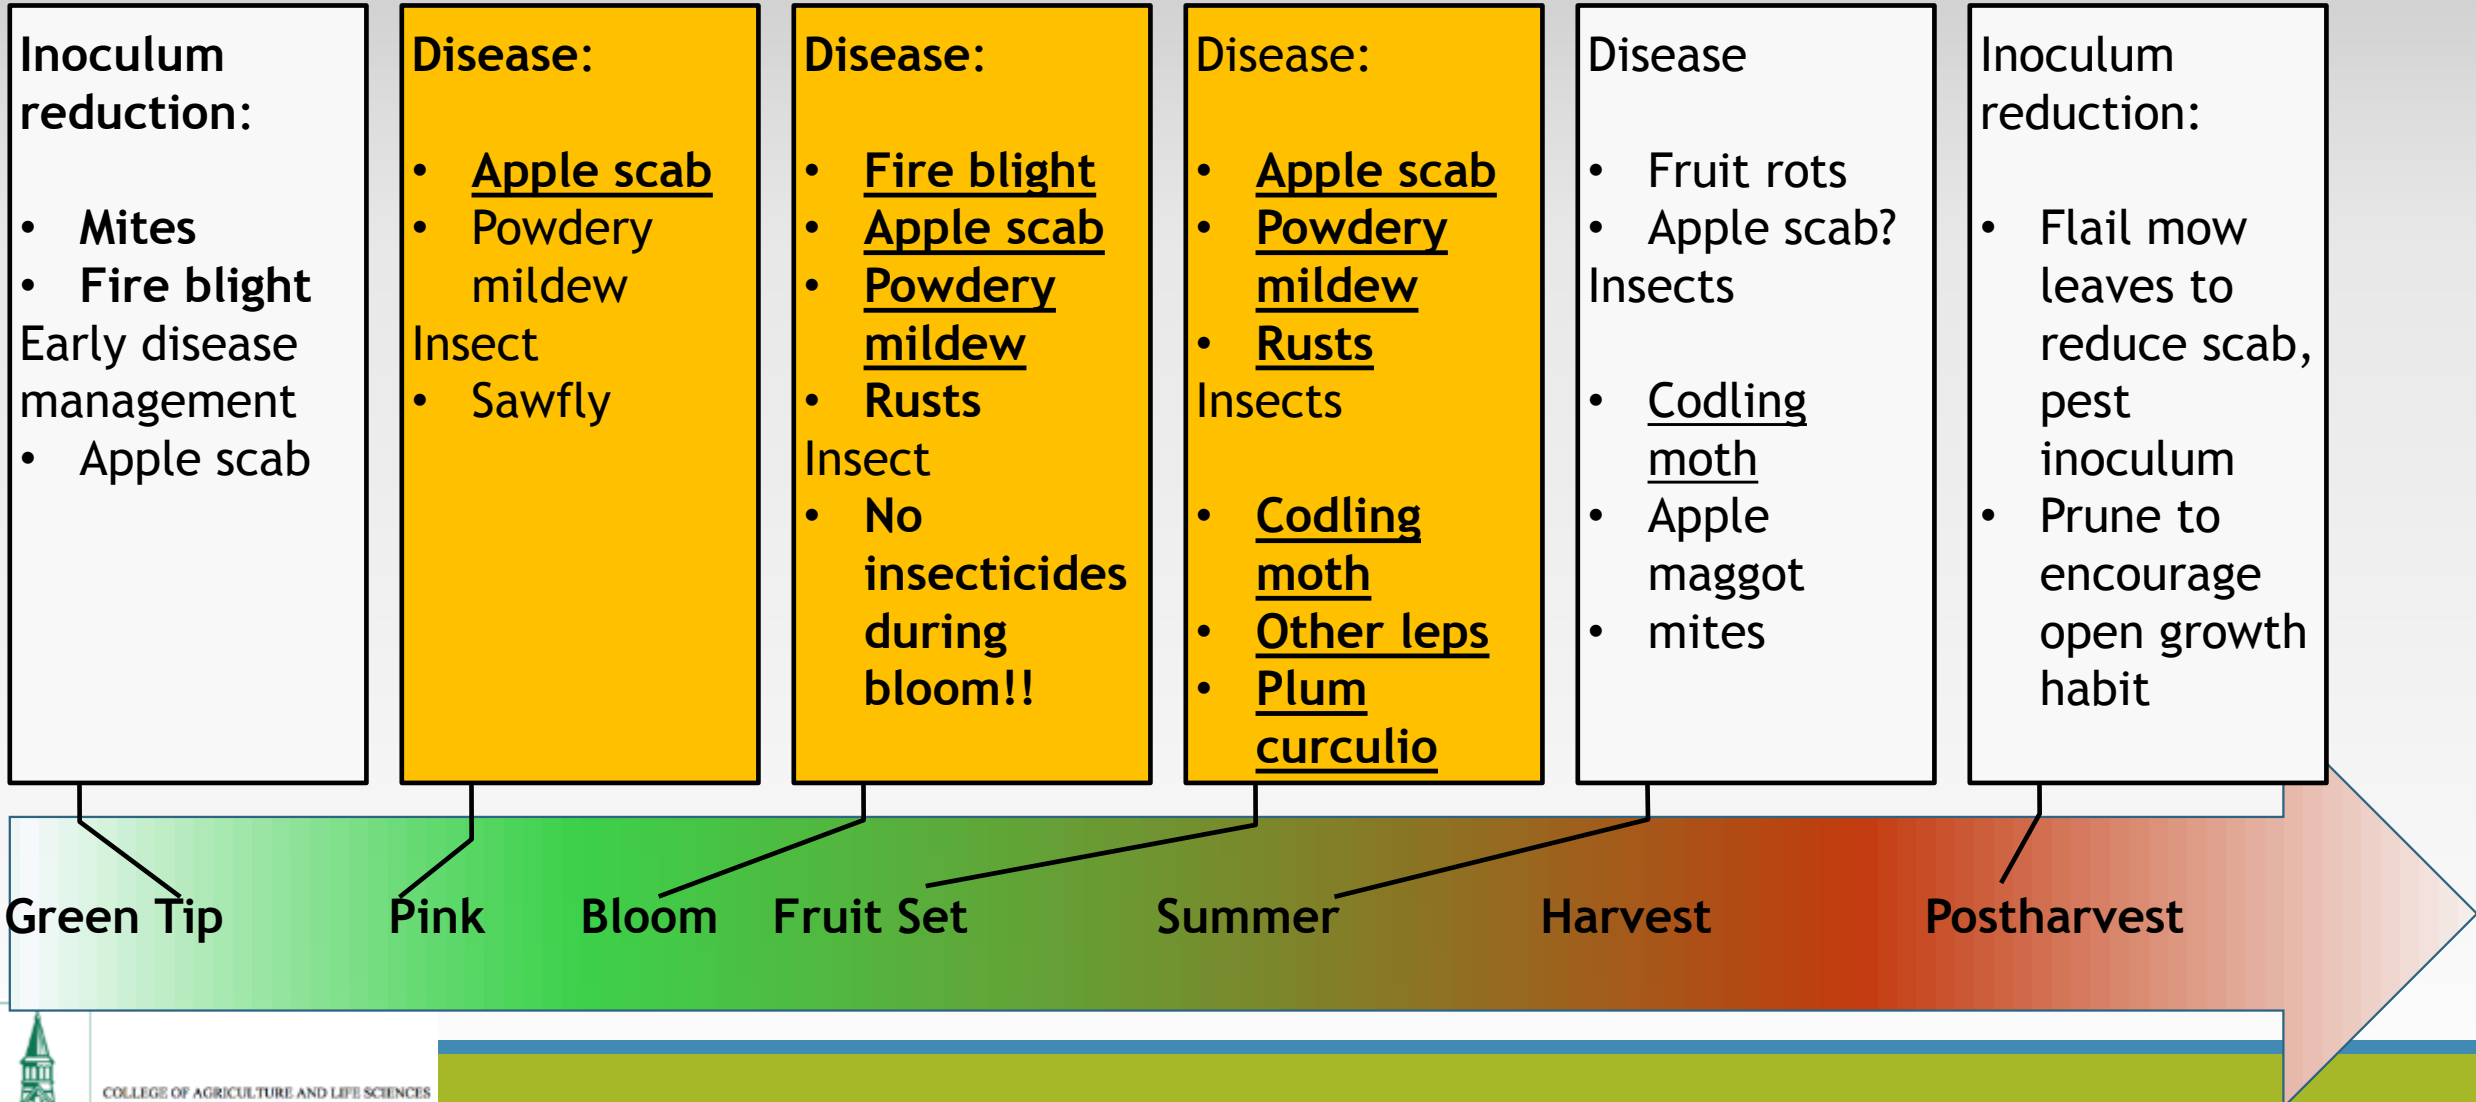 Inoculum
reduction:
• Mites
• Fire blight
Early disease
management
• Apple scab
Disease:
• Apple scab
• Powdery
mildew
Insect
• Sawfly
Disease:
• Fire blight
• Apple scab
• Powdery
mildew
• Rusts
Insect
• No
insecticides
during
bloom!!
Disease:
• Apple scab
• Powdery
mildew
• Rusts
Insects
• Codling
moth
• Other leps
• Plum
curculio
Disease
• Fruit rots
• Apple scab?
Insects
• Codling
moth
• Apple
maggot
• mites
Inoculum
reduction:
• Flail mow
leaves to
reduce scab,
pest
inoculum
• Prune to
encourage
open growth
habit
Green Tip
Pink
Bloom
Fruit Set
Summer
Harvest
Postharvest
COLLEGE OF AGRICULTURE AND LIFE SCIENCES